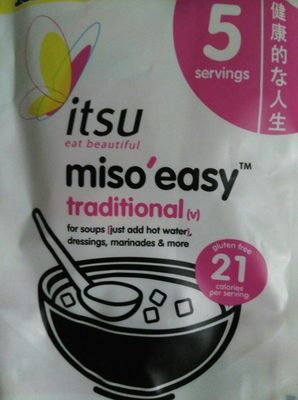 5
servings
健康的な人生
itsu
eat beautiful
miso'easy™
traditional (v)
for soups [just add hot water],
dressings, marinades & more
gluten free
21
calories
per serving